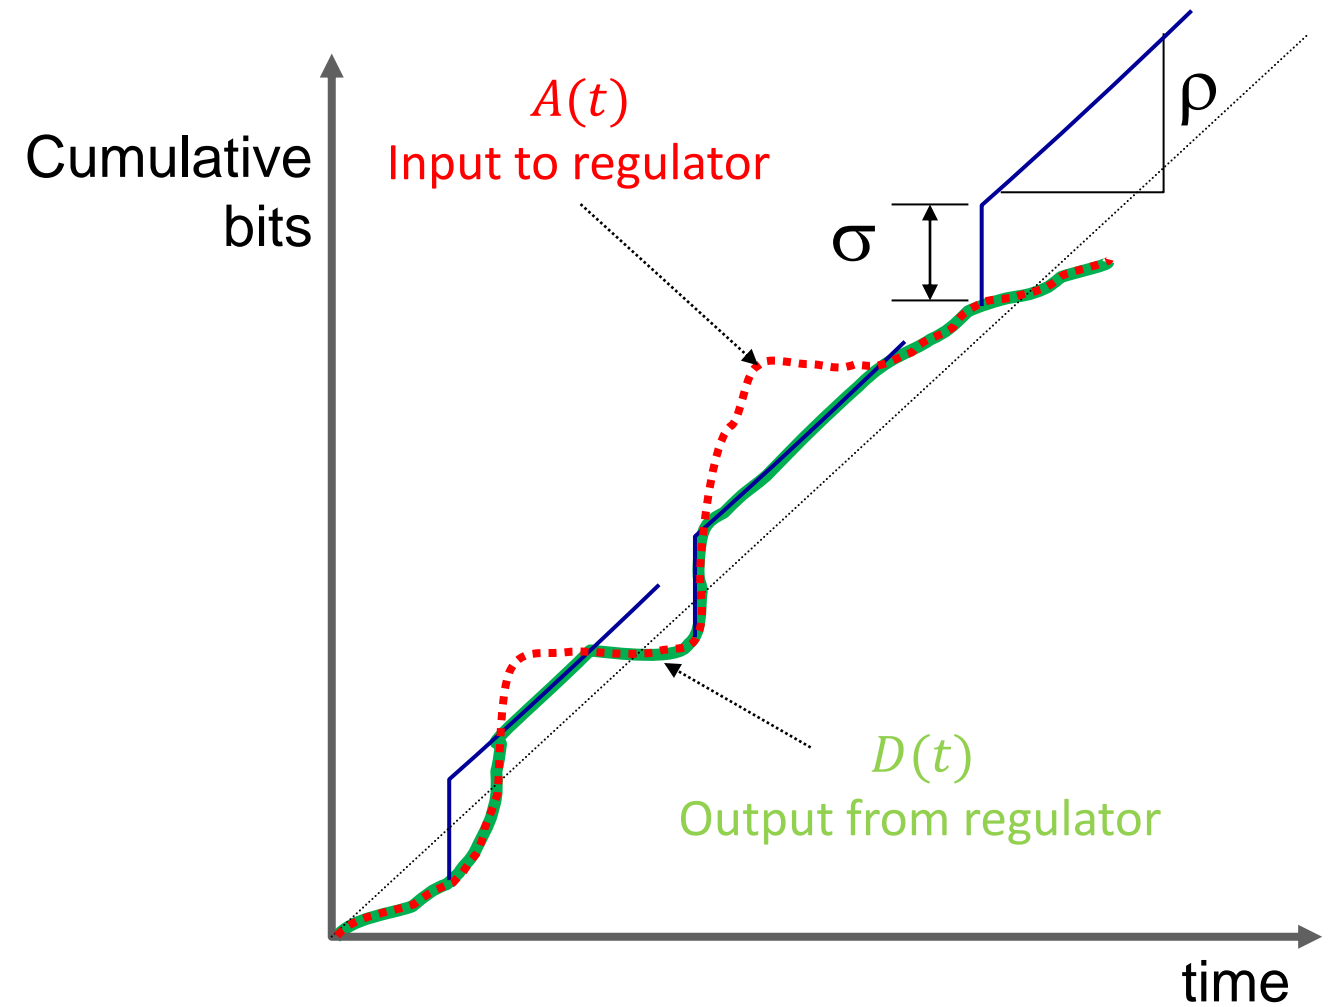 A(t)
Input to regulator
Cumulative
bits
ρ
σ
D(t)
Output from regulator
time